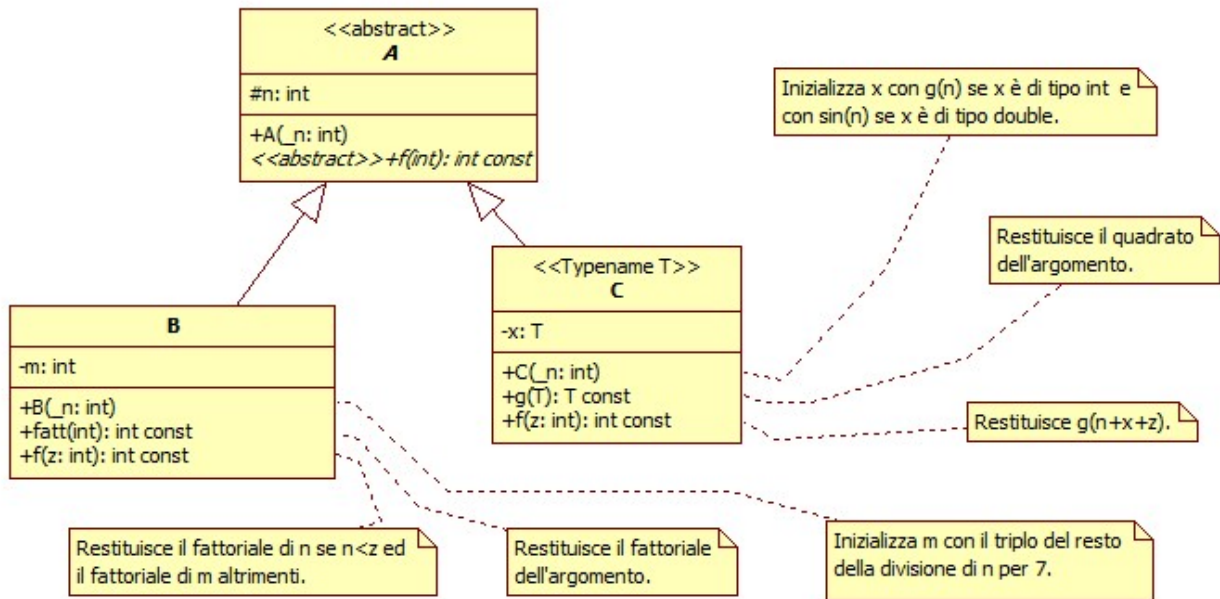 <<abstract>>
A
#n: int
+A(_n: int)
<<abstract>>+f(int): int const
Inizializza x con g(n) se x è di tipo int e
con sin(n) se x è di tipo double.
Restituisce il quadrato
dell'argomento.
<<Typename T>>
C
-x: T
+C(_n: int)
+g(T): T const
+f(z: int): int const
Restituisce g(n+x+z).
B
-m: int
+B(_n: int)
+fatt(int): int const
+f(z: int): int const
Restituisce il fattoriale di n se n<z ed
il fattoriale di m altrimenti.
Restituisce il fattoriale
dell'argomento.
Inizializza m con il triplo del resto
della divisione di n per 7.